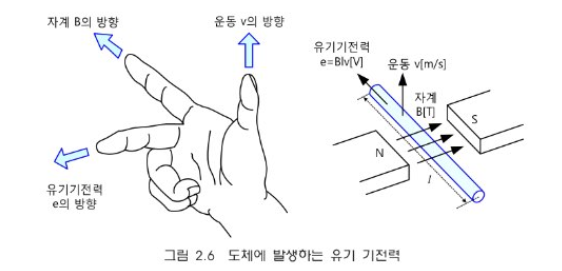 자계 B의 방향
운동 v의 방향
유기기전력
e의 방향
유기기전력
e=Blv[V]
운동 v[m/s]
자계
B[T]
S
N
l
그림 2.6 도체에 발생하는 유기 기전력